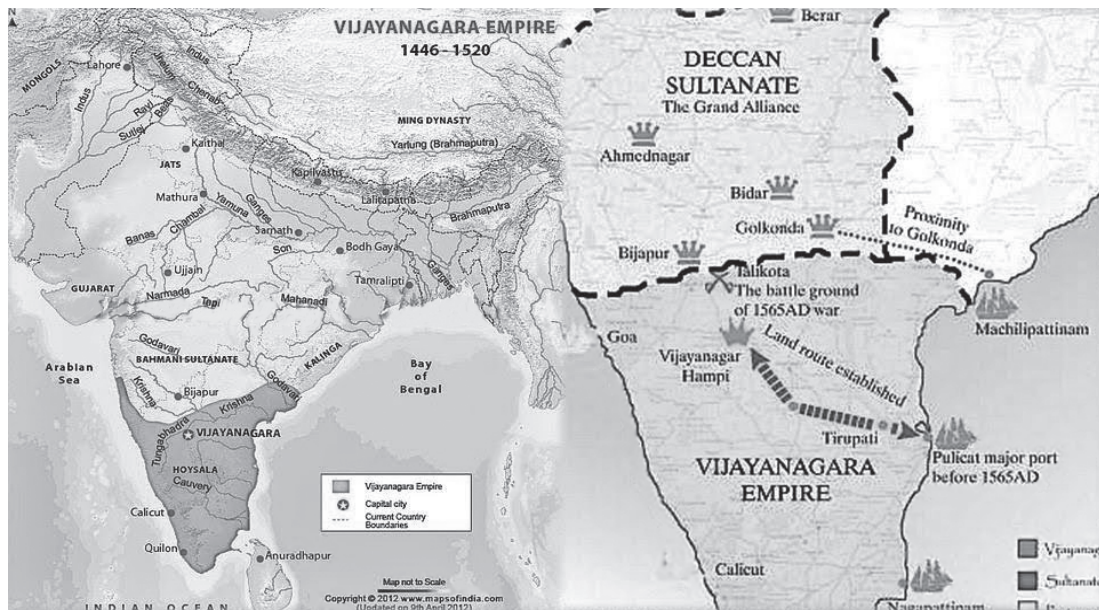 N
VIJAYANAGARA EMPIRE
1446 - 1520
MONGOLS
Lahore
Indus
Jhelum
Chenab
Indus
Ravi
Beas
Sutlej
MING DYNASTY
Yarlung (Brahmaputra)
Kaithal
JATS
Kapilvastu
Lalitapatna
Mathura
Yamuna
Ganges
Brahmaputra
Banas
Chambal
Sarnath
Son
Bodh Gaya
Ujjain
Tamralipti
Ganges
GUJARAT
Narmada
Tapi
Mahanadi
Godavari
BAHMANI SULTANATE
KALINGA
Arabian
Sea
Bay
of
Bengal
Krishna
Bijapur
Godavari
Krishna
Tungabhadra
VIJAYANAGARA
HOYSALA
Cauvery
Vijayanagara Empire
Capital city
Current Country
Boundaries
Calicut
Quilon
Anuradhapur
Map not to Scale
Copyright © 2012 www.mapsofindia.com
(Updated on 9th April 2012)
INDIAN OCEAN
Berar
DECCAN
SULTANATE
The Grand Alliance
Ahmednagar
Bidar
Golkonda
Proximity
to Golkonda
Bijapur
Talikota
The battle ground
of 1565AD war
Machilipattinam
Goa
Vijayanagar
Hampi
Land route established
Tirupati
Pulicat major port
before 1565AD
VIJAYANAGARA
EMPIRE
Calicut
Vijayanag
Sultanat
Nagapattinam